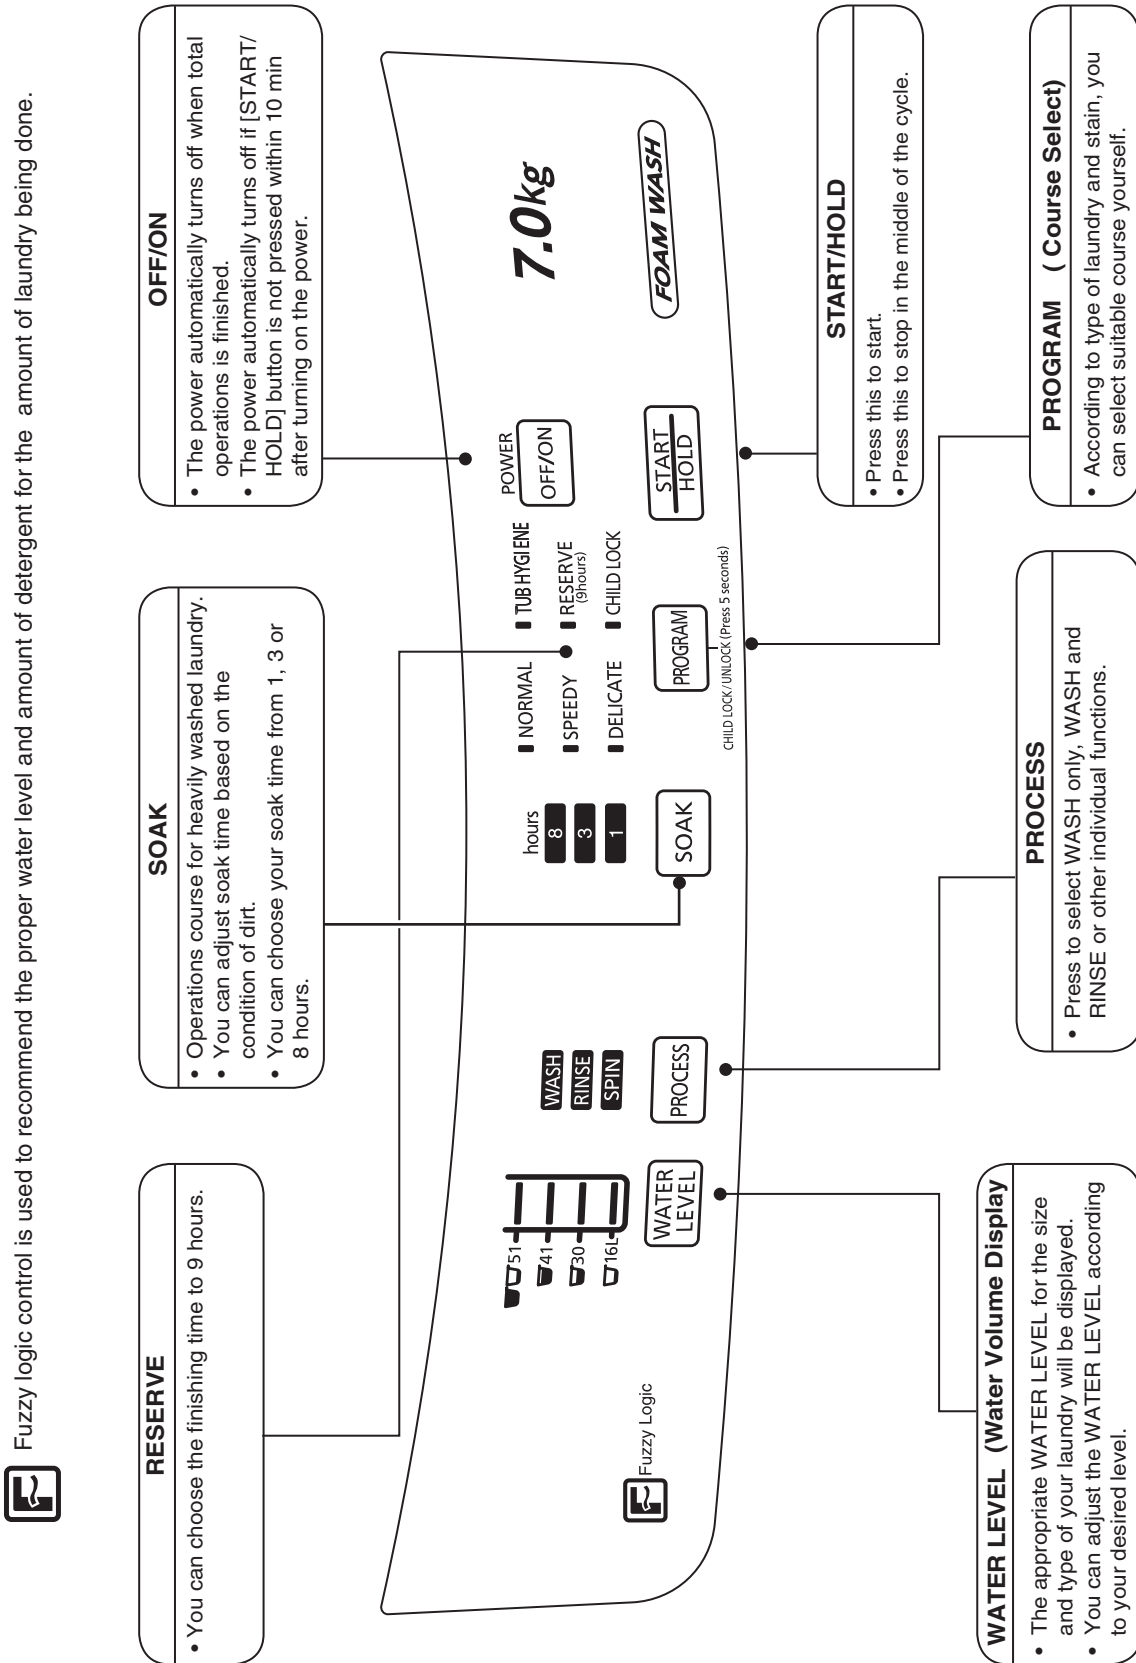 Fuzzy logic control is used to recommend the proper water level and amount of detergent for the amount of laundry being done.
RESERVE
• You can choose the finishing time to 9 hours.
SOAK
• Operations course for heavily washed laundry.
• You can adjust soak time based on the
condition of dirt.
• You can choose your soak time from 1, 3 or
8 hours.
OFF/ON
• The power automatically turns off when total
operations is finished.
• The power automatically turns off if [START/
HOLD] button is not pressed within 10 min
after turning on the power.
Fuzzy Logic
51
41
30
16L
WATER
LEVEL
WASH
RINSE
SPIN
PROCESS
hours
8
3
1
SOAK
NORMAL
SPEEDY
DELICATE
TUB HYGIENE
RESERVE
(9hours)
CHILD LOCK
PROGRAM
CHILD LOCK/UNLOCK (Press 5 seconds)
POWER
OFF/ON
START
HOLD
7.0kg
FOAM WASH
WATER LEVEL (Water Volume Display
• The appropriate WATER LEVEL for the size
and type of your laundry will be displayed.
• You can adjust the WATER LEVEL according
to your desired level.
PROCESS
• Press to select WASH only, WASH and
RINSE or other individual functions.
START/HOLD
• Press this to start.
• Press this to stop in the middle of the cycle.
PROGRAM ( Course Select)
• According to type of laundry and stain, you
can select suitable course yourself.